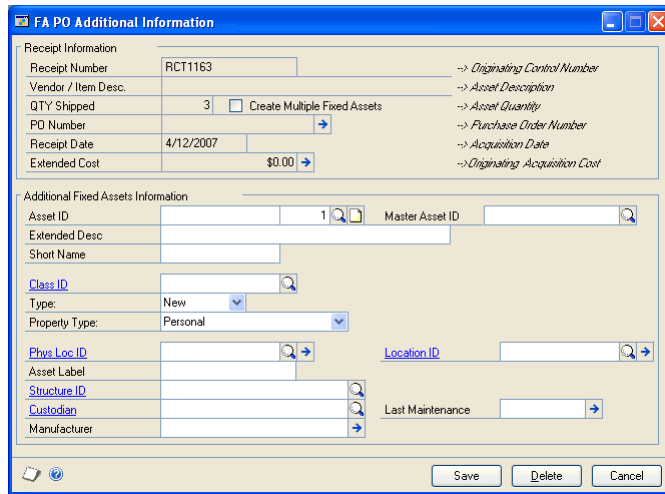 FA PO Additional Information
Receipt Information
Receipt Number RCT1163 --> Originating Control Number
Vendor / Item Desc. --> Asset Description
QTY Shipped 3 Create Multiple Fixed Assets --> Asset Quantity
PO Number --> Purchase Order Number
Receipt Date 4/12/2007 --> Acquisition Date
Extended Cost $0.00 -->Originating Acquisition Cost
Additional Fixed Assets Information
Asset ID 1 Master Asset ID
Extended Desc
Short Name
Class ID
Type: New
Property Type: Personal
Phys Loc ID Location ID
Asset Label
Structure ID
Custodian Last Maintenance
Manufacturer
Save Delete Cancel